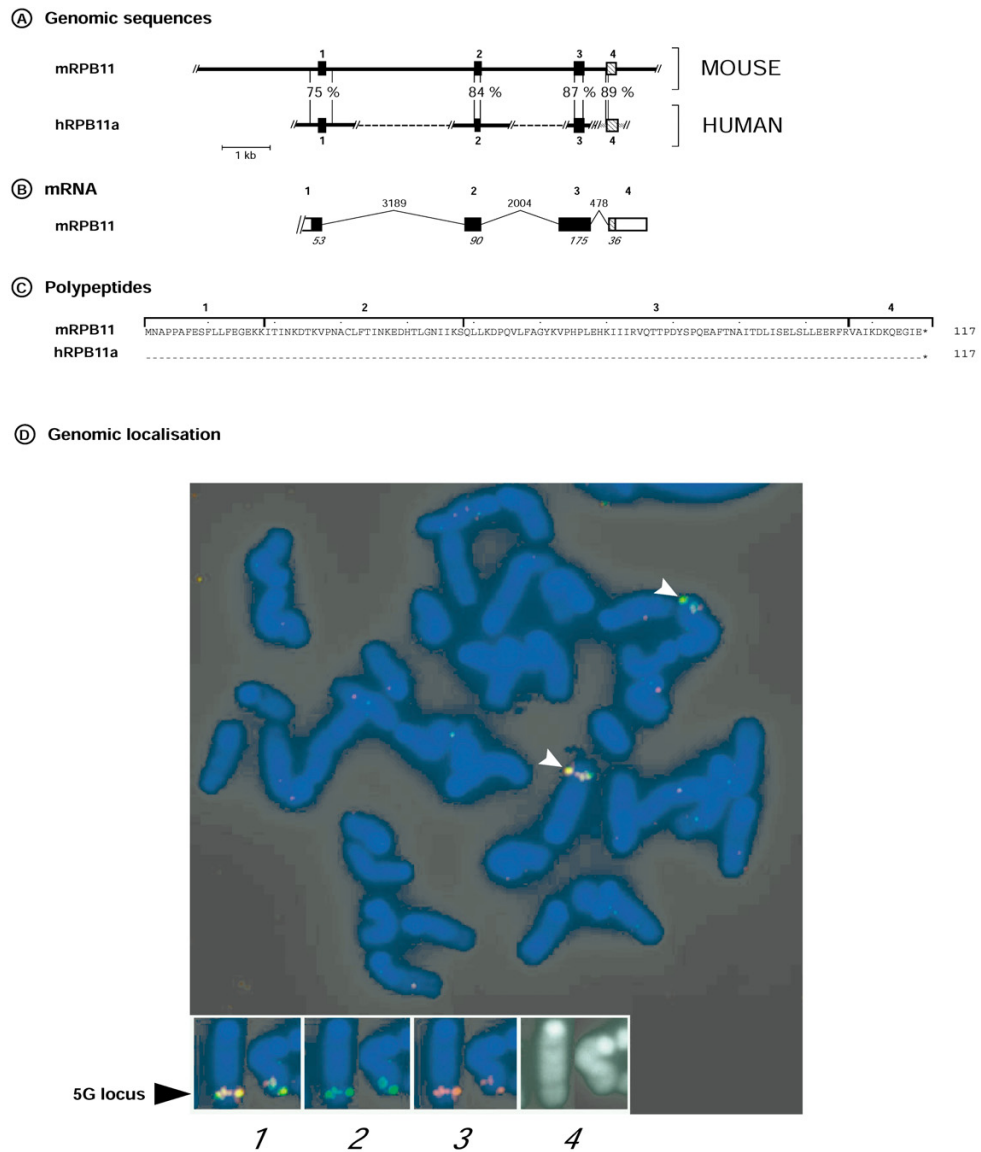 A Genomic sequences
1 2 3 4
mRPB11
MOUSE
75 % 84 % 87 % 89 %
hRPB11a
HUMAN
1 2 3 4
1 kb
B mRNA
1 2 3 4
3189 2004 478
mRPB11
53 90 175 36
C Polypeptides
1 2 3 4
mRPB11 MNAPPAFESFLLFEGEKKITINKDTKVPNACLFTINKEDHTLGNIIKSQLLKDPQVLFAGYKVPHPLEHKIIIRVQTTPDYSPQEAFTNAITDLISELSLLEERFRVAIKDKQEGIE* 117
hRPB11a * 117
D Genomic localisation
5G locus
1 2 3 4